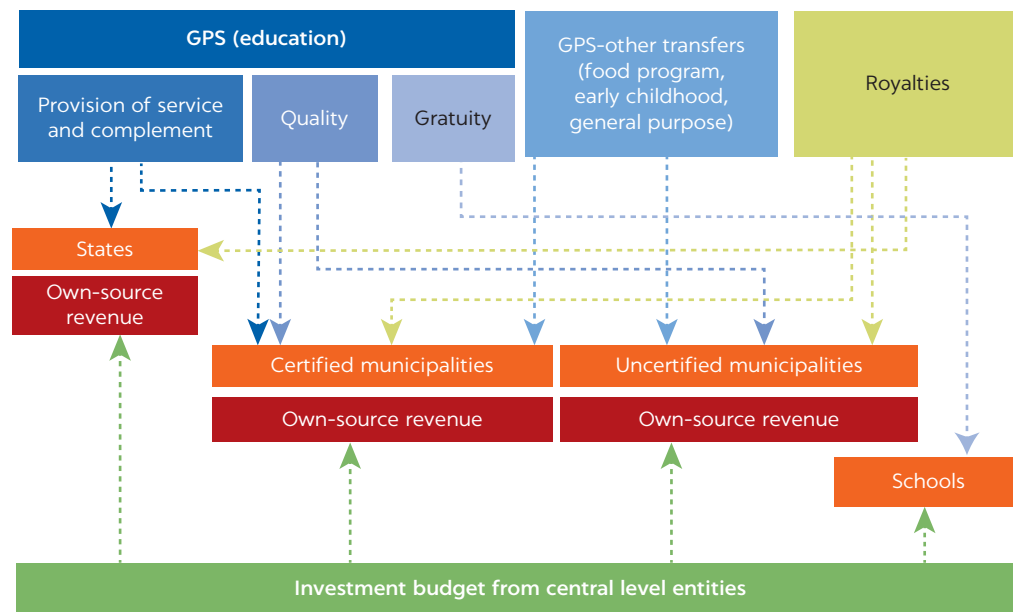 GPS (education)
Provision of service
and complement
Quality
Gratuity
GPS-other transfers
(food program,
early childhood,
general purpose)
Royalties
States
Own-source
revenue
Certified municipalities
Uncertified municipalities
Own-source revenue
Own-source revenue
Schools
Investment budget from central level entities